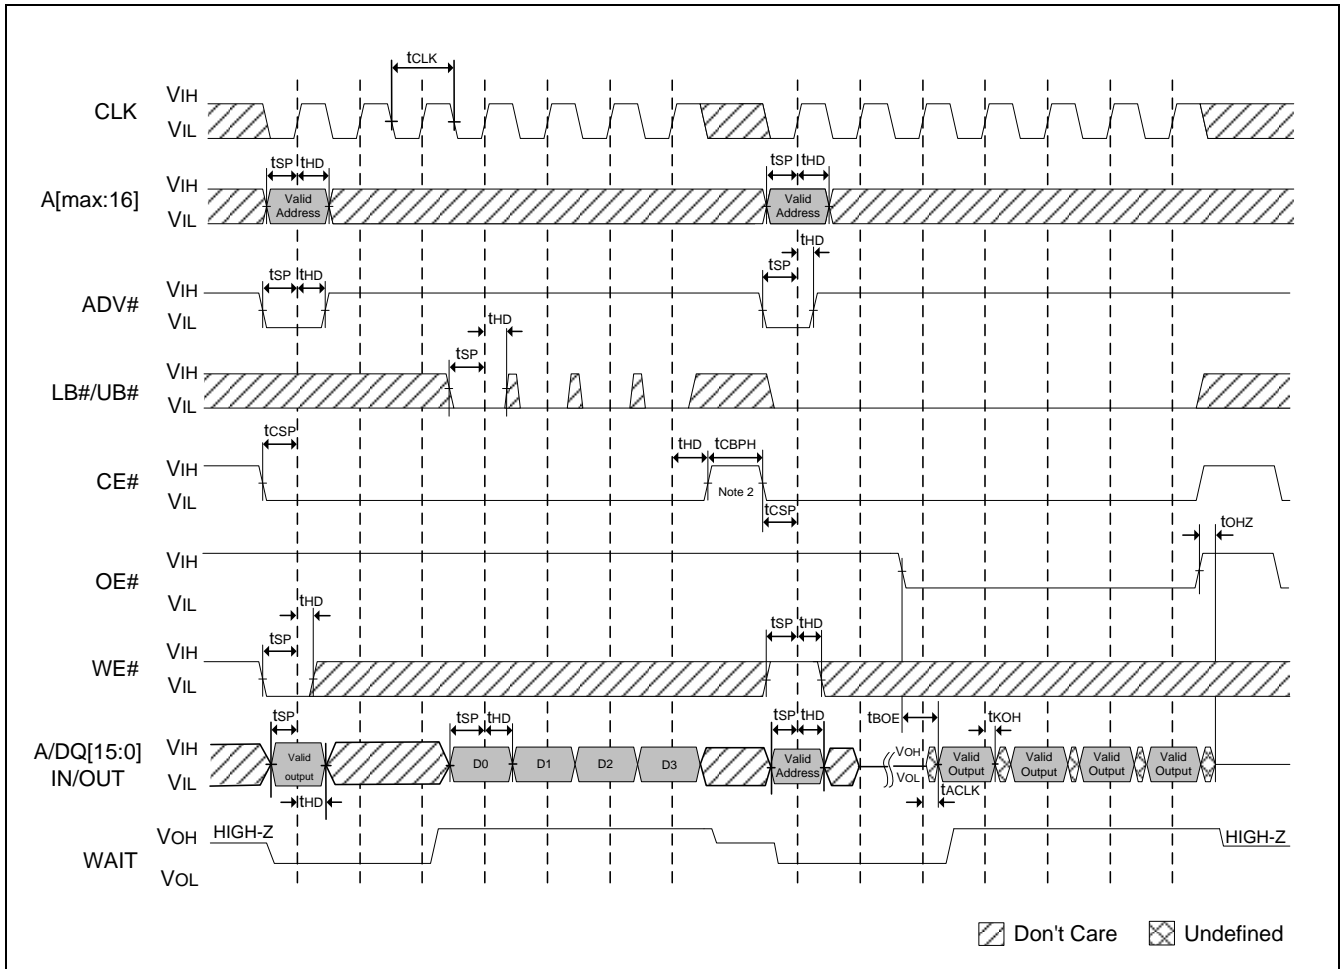 tCLK
CLK
VIH
VIL
tSP tHD tSP tHD
A[max:16]
VIH
VIL
Valid
Address
Valid
Address
tHD
tSP tHD tSP
ADV#
VIH
VIL
tHD
tSP
LB#/UB#
VIH
VIL
tCSP tHD tCBPH
CE#
VIH
VIL
Note 2
tCSP
tOHZ
OE#
VIH
VIL
tHD
tSP tSP tHD
WE#
VIH
VIL
tSP tSP tHD tSP tHD tBOE tKOH
A/DQ[15:0]
IN/OUT
VIH
VIL
Valid
output
D0 D1 D2 D3
Valid
Address
VOH
VOL
Valid
Output
Valid
Output
Valid
Output
Valid
Output
tHD tACLK
WAIT
VOH
VOL
HIGH-Z HIGH-Z
Don't Care Undefined